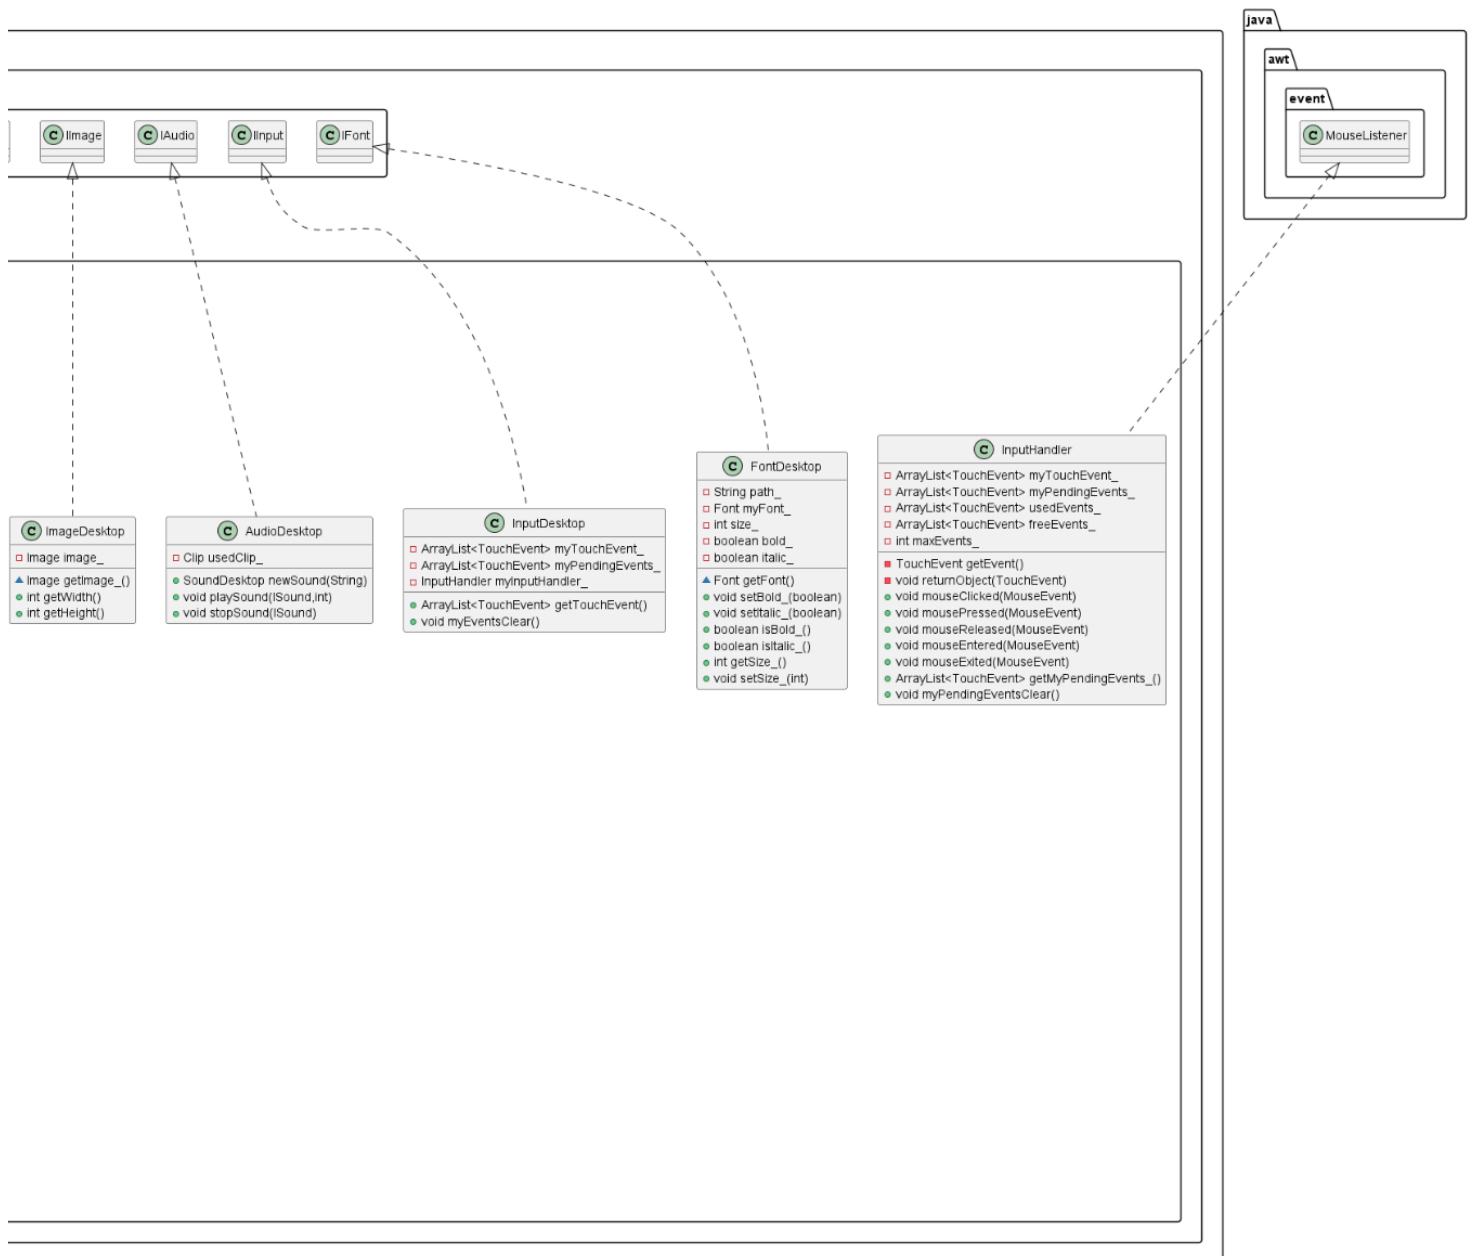 java
awt
event
C MouseListener
C IImage
C IAudio
C IInput
C IFont
C ImageDesktop
Image image_
Image getImage_()
int getWidth()
int getHeight()
C AudioDesktop
Clip usedClip_
SoundDesktop newSound(String)
void playSound(ISound,int)
void stopSound(ISound)
C InputDesktop
ArrayList<TouchEvent> myTouchEvent_
ArrayList<TouchEvent> myPendingEvents_
InputHandler myInputHandler_
ArrayList<TouchEvent> getTouchEvent()
void myEventsClear()
C FontDesktop
String path_
Font myFont_
int size_
boolean bold_
boolean italic_
Font getFont()
void setBold_(boolean)
void setItalic_(boolean)
boolean isBold_()
boolean isItalic_()
int getSize_()
void setSize_(int)
C InputHandler
ArrayList<TouchEvent> myTouchEvent_
ArrayList<TouchEvent> myPendingEvents_
ArrayList<TouchEvent> usedEvents_
ArrayList<TouchEvent> freeEvents_
int maxEvents_
TouchEvent getEvent()
void returnObject(TouchEvent)
void mouseClicked(MouseEvent)
void mousePressed(MouseEvent)
void mouseReleased(MouseEvent)
void mouseEntered(MouseEvent)
void mouseExited(MouseEvent)
ArrayList<TouchEvent> getMyPendingEvents_()
void myPendingEventsClear()